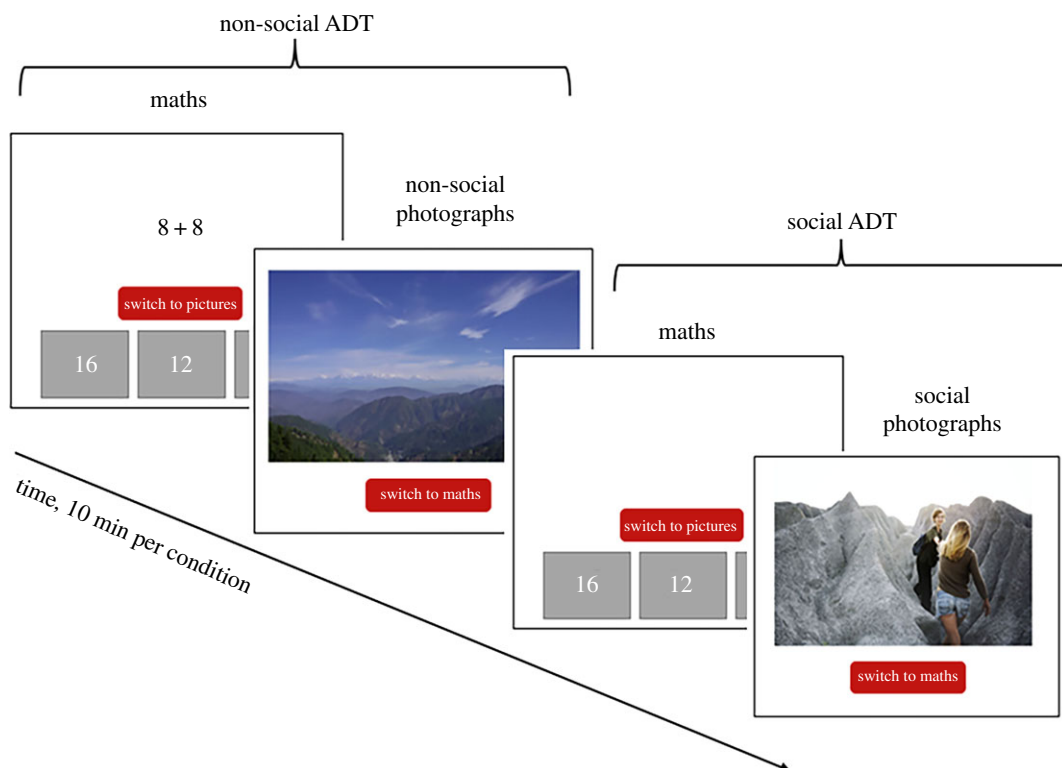 non-social ADT
maths
8 + 8
switch to pictures
16
12
non-social
photographs
switch to maths
social ADT
maths
switch to pictures
16
12
social
photographs
switch to maths
time, 10 min per condition